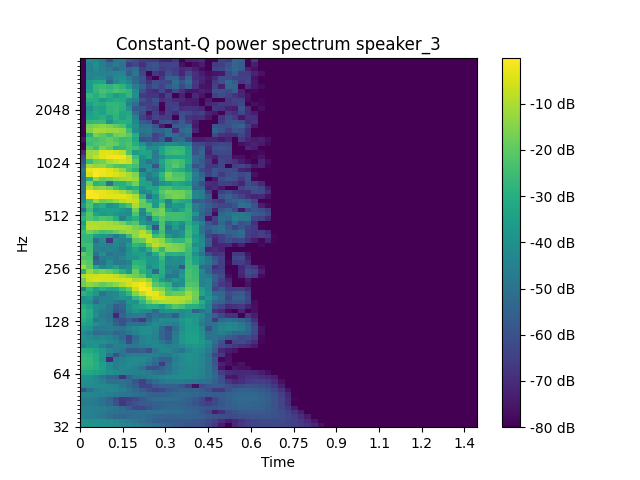 Constant-Q power spectrum speaker_3
Hz
2048
1024
512
256
128
64
32
0 0.15 0.3 0.45 0.6 0.75 0.9 1.1 1.2 1.4
Time
-10 dB
-20 dB
-30 dB
-40 dB
-50 dB
-60 dB
-70 dB
-80 dB